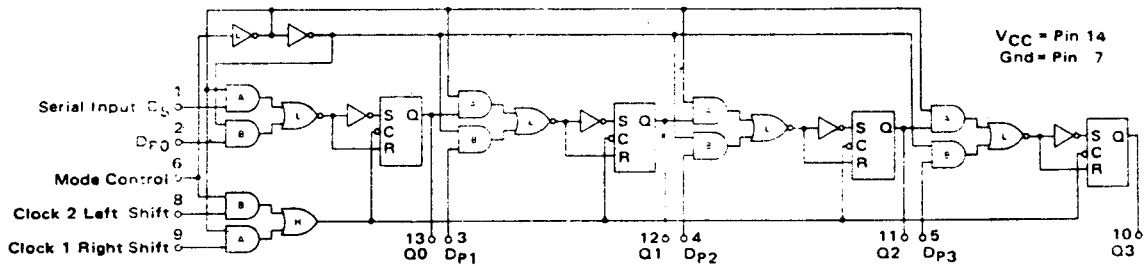 VCC = Pin 14
Gnd = Pin 7
1
Serial Input DS
2
DP0
6
Mode Control
8
Clock 2 Left Shift
9
Clock 1 Right Shift
L
A
B
L
B
A
H
S Q
C
R
A
B
L
S Q
C
R
A
B
L
S Q
C
R
A
B
L
S Q
C
R
13 3
Q0 DP1
12 4
Q1 DP2
11 5
Q2 DP3
10
Q3